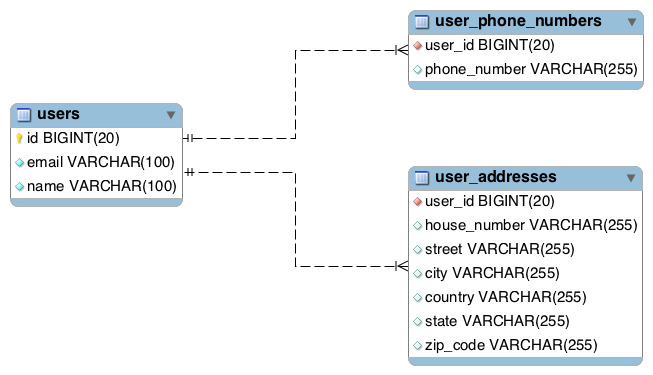 user_phone_numbers
user_id BIGINT(20)
phone_number VARCHAR(255)
users
id BIGINT(20)
email VARCHAR(100)
name VARCHAR(100)
user_addresses
user_id BIGINT(20)
house_number VARCHAR(255)
street VARCHAR(255)
city VARCHAR(255)
country VARCHAR(255)
state VARCHAR(255)
zip_code VARCHAR(255)